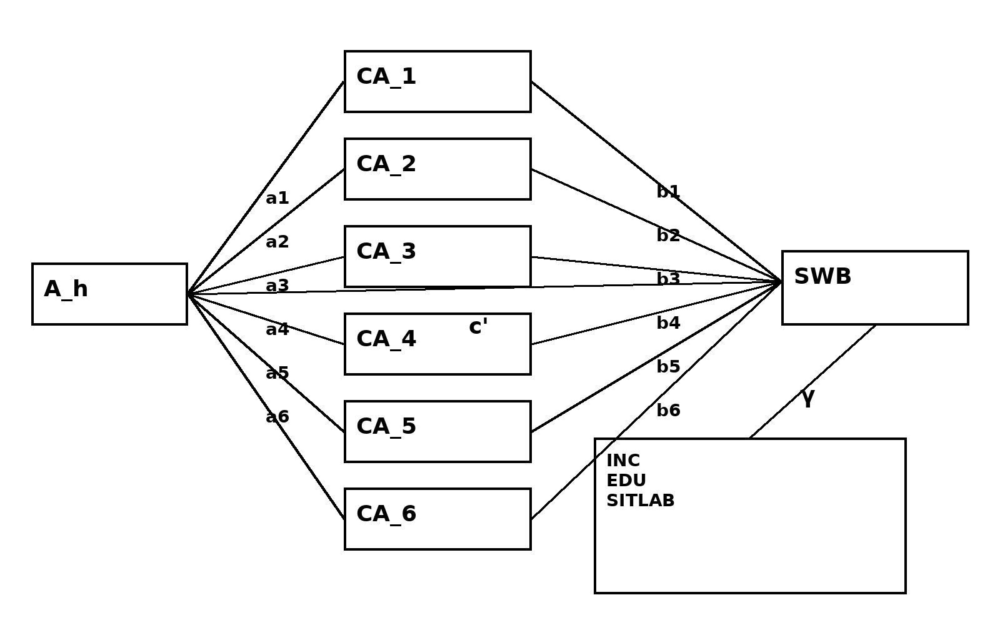 CA_1
CA_2
a1
b1
a2
b2
CA_3
A_h
a3
b3
SWB
a4
CA_4
c'
b4
a5
b5
a6
CA_5
b6
γ
INC
EDU
SITLAB
CA_6